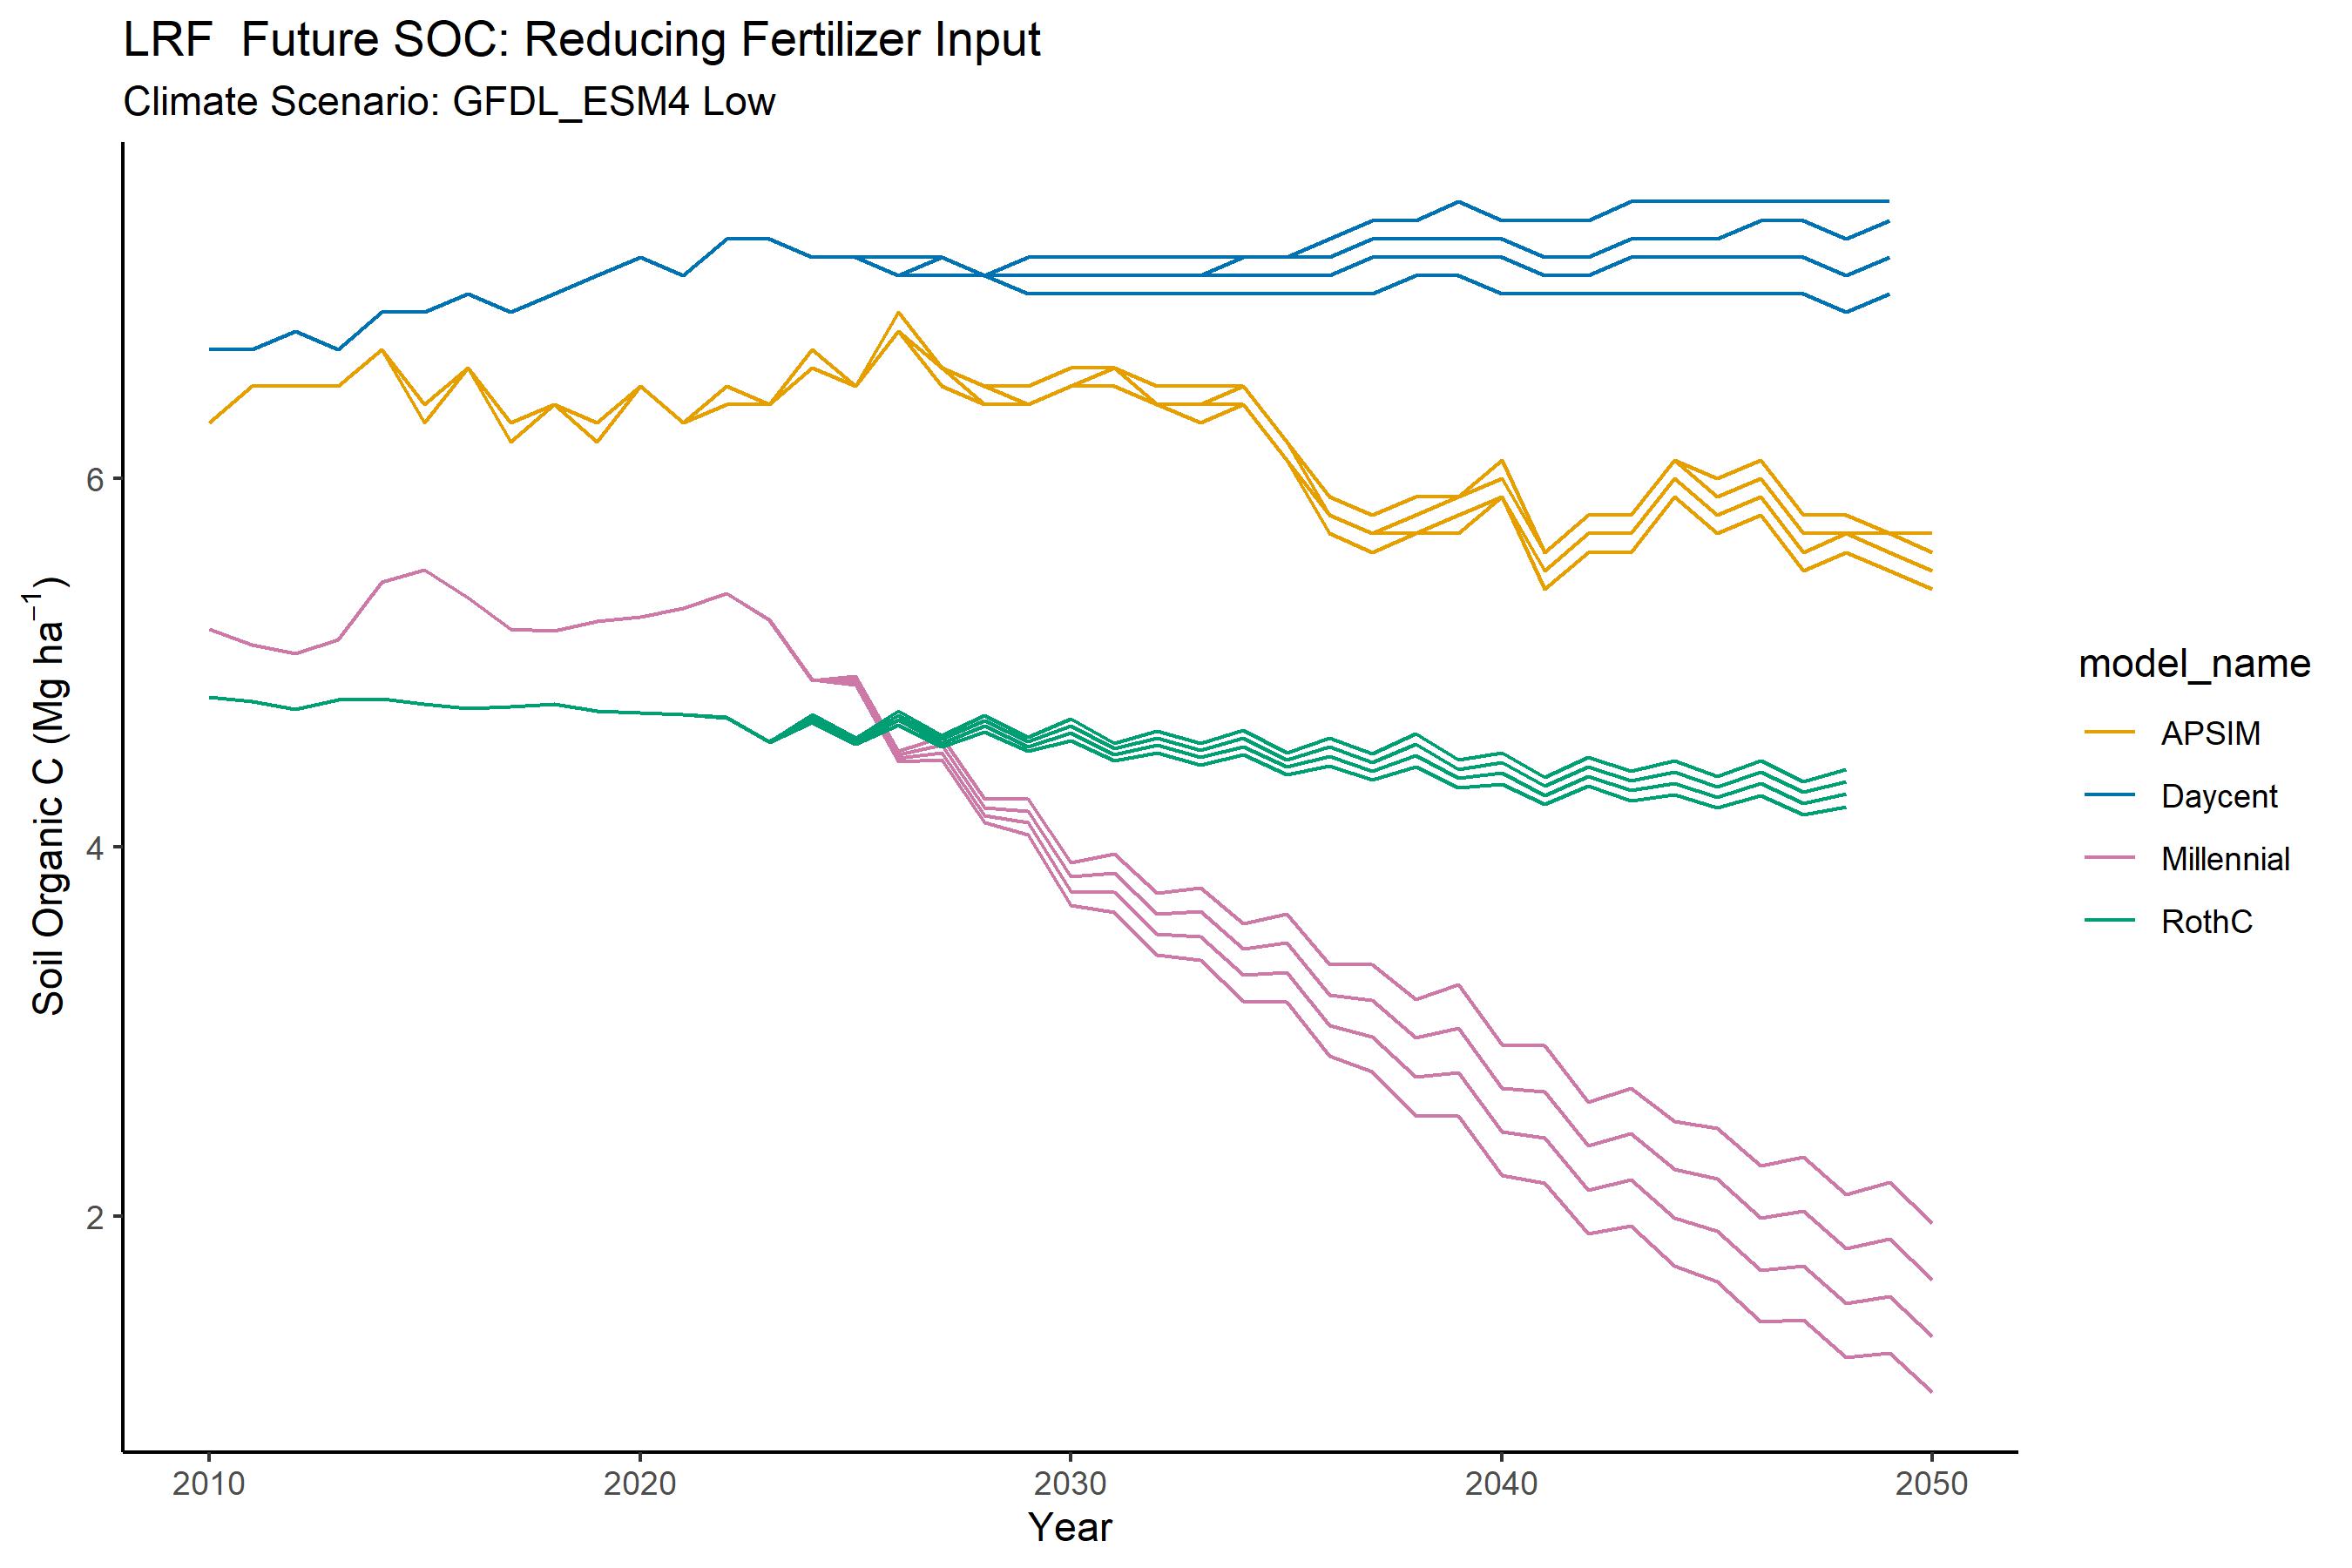 LRF  Future SOC: Reducing Fertilizer Input
Climate Scenario: GFDL_ESM4 Low
Soil Organic C (Mg ha⁻¹)
6
4
2
2010
2020
2030
2040
2050
Year
model_name
APSIM
Daycent
Millennial
RothC